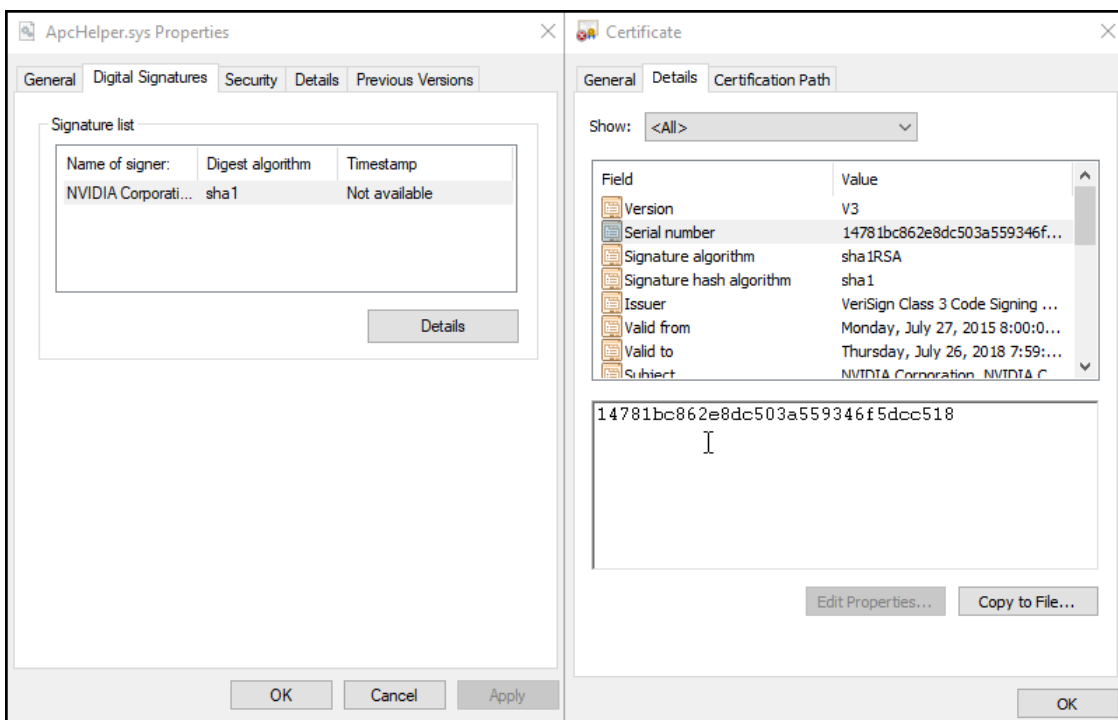 ApcHelper.sys Properties
General Digital Signatures Security Details Previous Versions
Signature list
Name of signer: Digest algorithm Timestamp
NVIDIA Corporati... sha1 Not available
Details
OK Cancel Apply
Certificate
General Details Certification Path
Show: <All>
Field Value
Version V3
Serial number 14781bc862e8dc503a559346f...
Signature algorithm sha1RSA
Signature hash algorithm sha1
Issuer VeriSign Class 3 Code Signing ...
Valid from Monday, July 27, 2015 8:00:0...
Valid to Thursday, July 26, 2018 7:59:...
Subject NVIDIA Corporation, NVIDIA C...
14781bc862e8dc503a559346f5dcc518
Edit Properties... Copy to File...
OK